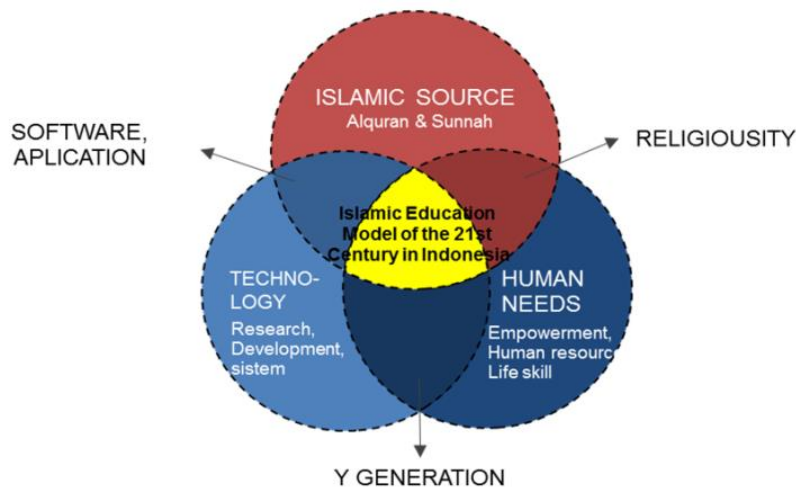 ISLAMIC SOURCE
Alquran & Sunnah
SOFTWARE,
APLICATION
RELIGIOUSITY
Islamic Education
Model of the 21st
Century in Indonesia
TECHNO-
LOGY
Research,
Development,
sistem
HUMAN
NEEDS
Empowerment,
Human resourc
Life skill
Y GENERATION